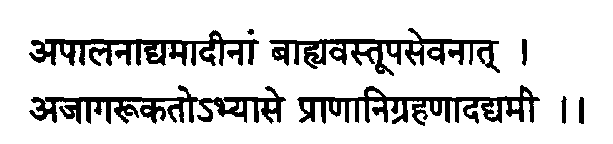 अपालनाद्यमादीनां बाह्यवस्तूपसेवनात् ।
अजागरूकतोऽभ्यासे प्राणानिग्रहणादद्यमी ।।